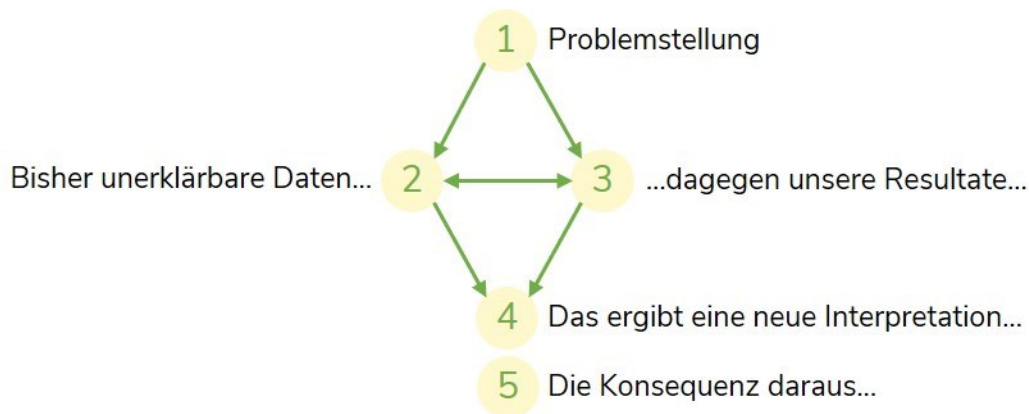 1 Problemstellung
Bisher unerklärbare Daten... 2 3 ...dagegen unsere Resultate...
4 Das ergibt eine neue Interpretation...
5 Die Konsequenz daraus...